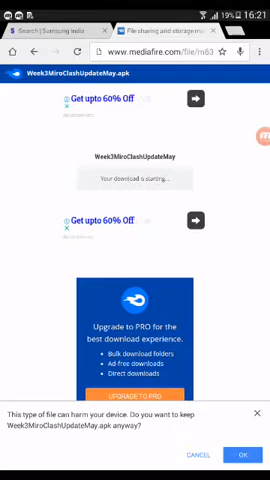 19% 16:21
Search | Samsung India
File sharing and storage ma
www.mediafire.com/file/m63
Week3MiroClashUpdateMay.apk
Get upto 60% Off
Week3MiroClashUpdateMay
Your download is starting...
Get upto 60% Off
Upgrade to PRO for the
best download experience.
• Bulk download folders
• Ad-free downloads
• Direct downloads
UPGRADE TO PRO
This type of file can harm your device. Do you want to keep
Week3MiroClashUpdateMay.apk anyway?
CANCEL OK